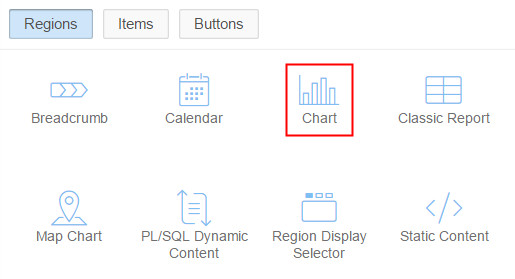 Regions
Items
Buttons
Breadcrumb
Calendar
Chart
Classic Report
Map Chart
PL/SQL Dynamic
Content
Region Display
Selector
Static Content